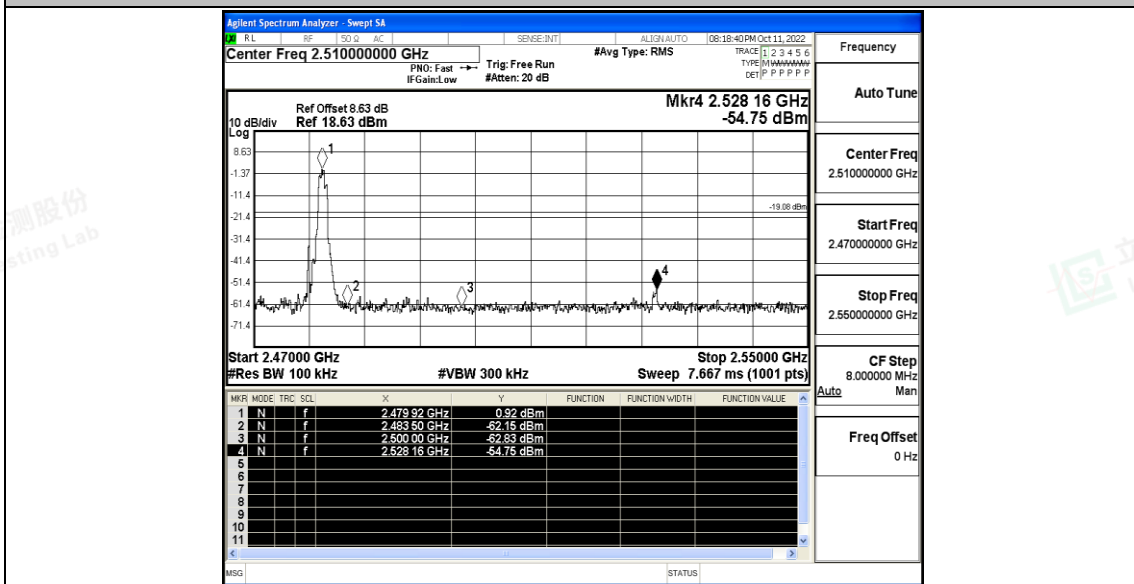 Agilent Spectrum Analyzer - Swept SA
RL RF 50 Ω AC SENSE:INT ALIGN AUTO 08:18:40 PM Oct 11, 2022
Center Freq 2.510000000 GHz #Avg Type: RMS TRACE 1 2 3 4 5 6
PNO: Fast Trig: Free Run TYPE M
IFGain:Low #Atten: 20 dB DET P P P P P P
Ref Offset 8.63 dB Mkr4 2.528 16 GHz
10 dB/div Ref 18.63 dBm -54.75 dBm
Log
8.63
-1.37
-11.4
-21.4
-31.4
-41.4
-51.4
-61.4
-71.4
1
2
3
4
-19.08 dBm
Start 2.47000 GHz Stop 2.55000 GHz
#Res BW 100 kHz #VBW 300 kHz Sweep 7.667 ms (1001 pts)
MKR MODE TRC SCL X Y FUNCTION FUNCTION WIDTH FUNCTION VALUE
1 N f 2.479 92 GHz 0.92 dBm
2 N f 2.483 50 GHz -62.15 dBm
3 N f 2.500 00 GHz -62.83 dBm
4 N f 2.528 16 GHz -54.75 dBm
5
6
7
8
9
10
11
MSG STATUS
Frequency
Auto Tune
Center Freq
2.510000000 GHz
Start Freq
2.470000000 GHz
Stop Freq
2.550000000 GHz
CF Step
8.000000 MHz
Auto Man
Freq Offset
0 Hz
测股份
sting Lab
立